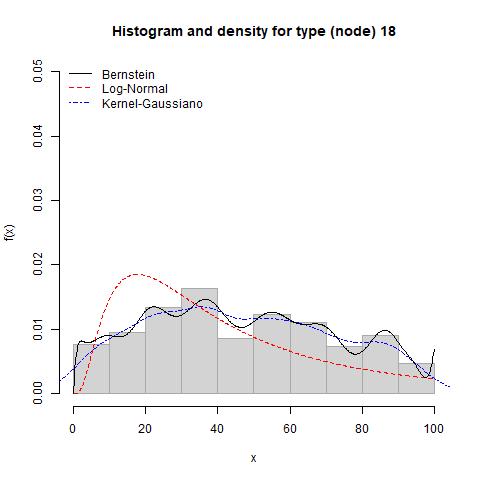 Histogram and density for type (node) 18
Bernstein
Log-Normal
Kernel-Gaussiano
0.05
0.04
0.03
0.02
0.01
0.00
f(x)
0 20 40 60 80 100
x